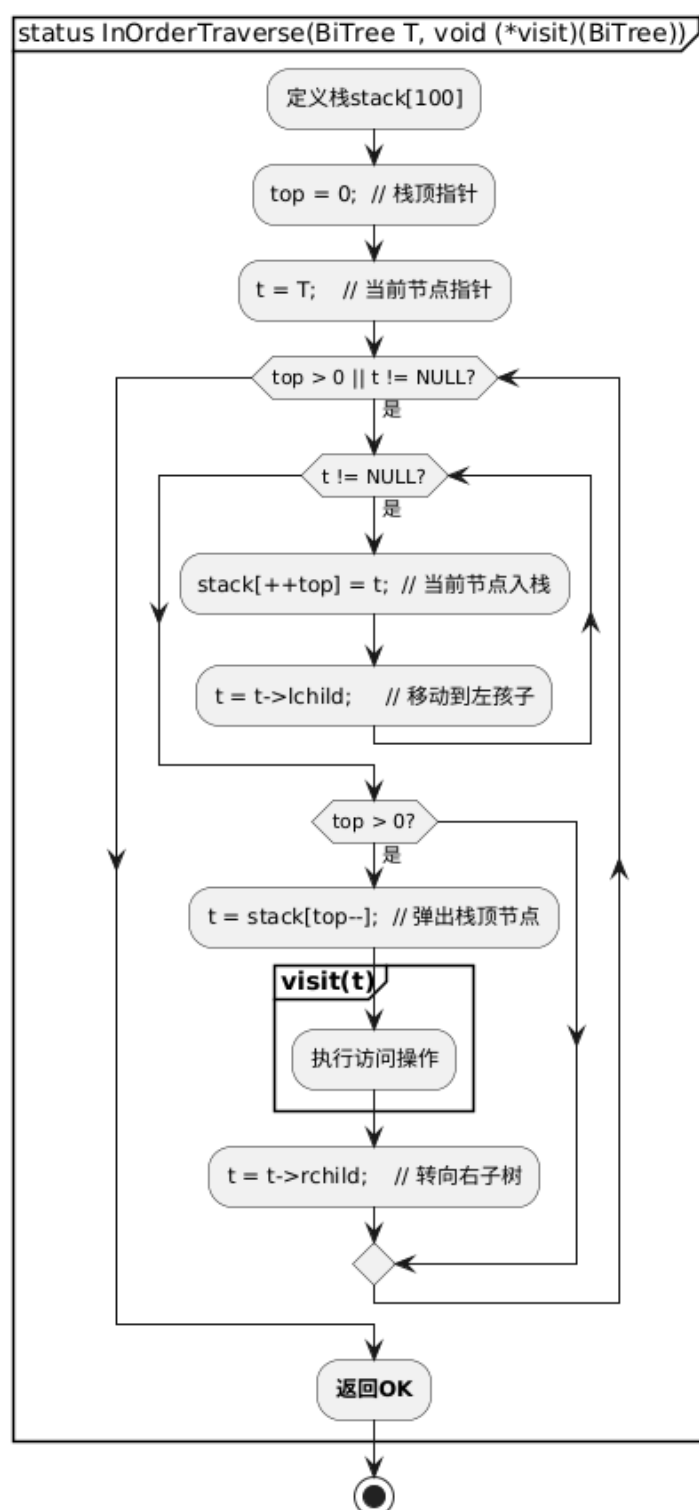 status InOrderTraverse(BiTree T, void (*visit)(BiTree))
定义栈stack[100]
top = 0;  // 栈顶指针
t = T;    // 当前节点指针
top > 0 || t != NULL?
是
t != NULL?
是
stack[++top] = t;  // 当前节点入栈
t = t->lchild;     // 移动到左孩子
top > 0?
是
t = stack[top--];  // 弹出栈顶节点
visit(t)
执行访问操作
t = t->rchild;    // 转向右子树
返回OK